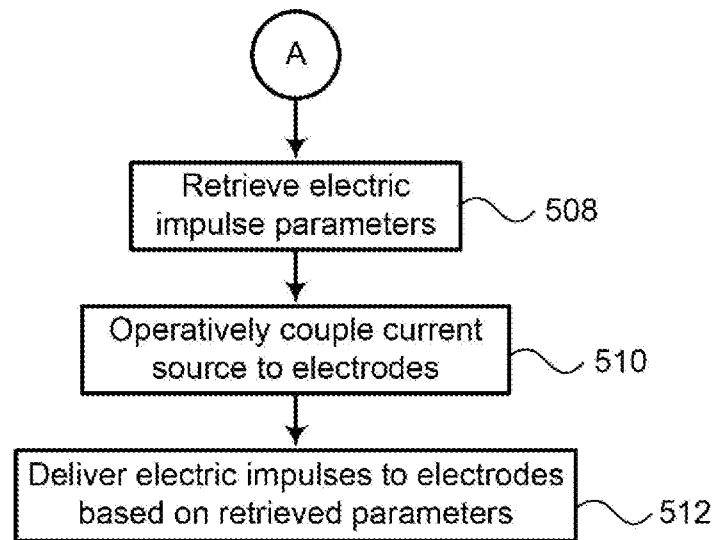 A
Retrieve electric
impulse parameters
508
Operatively couple current
source to electrodes
510
Deliver electric impulses to electrodes
based on retrieved parameters
512